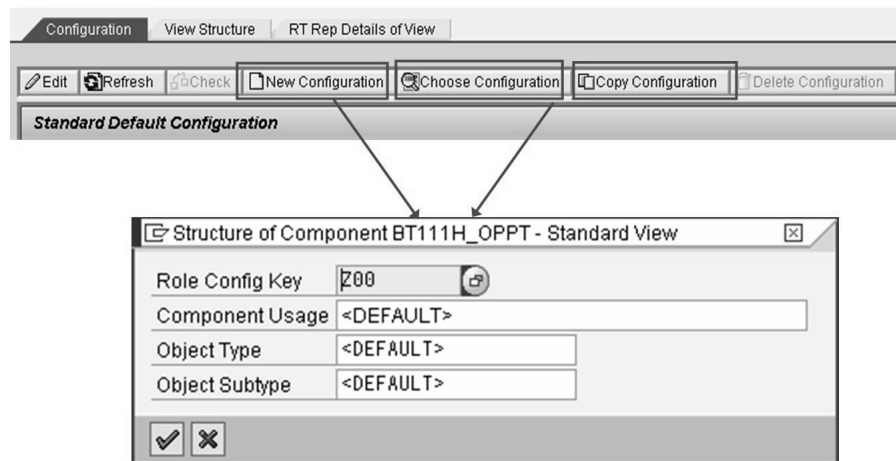 Configuration View Structure RT Rep Details of View
Edit Refresh Check New Configuration Choose Configuration Copy Configuration Delete Configuration
Standard Default Configuration
Structure of Component BT111H_OPPT - Standard View
Role Config Key Z00
Component Usage <DEFAULT>
Object Type <DEFAULT>
Object Subtype <DEFAULT>